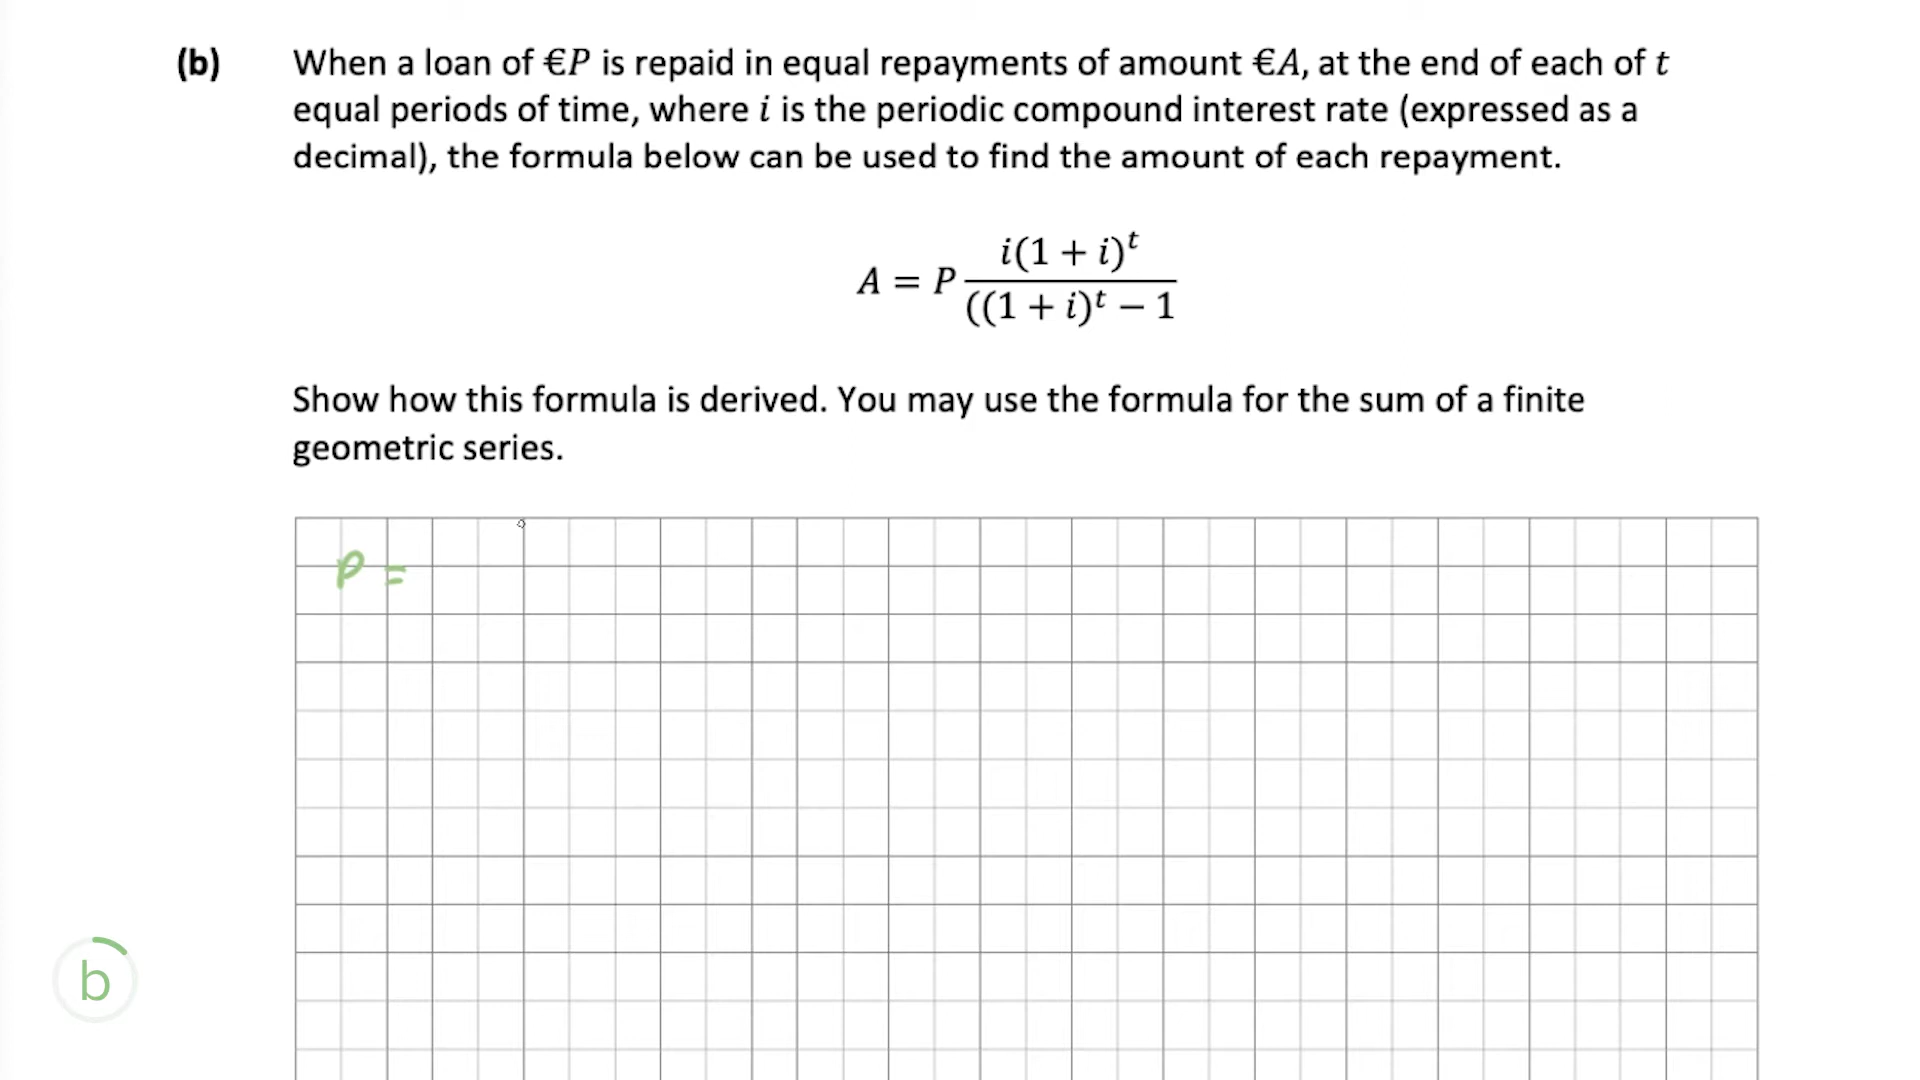 (b) When a loan of €P is repaid in equal repayments of amount €A, at the end of each of t
equal periods of time, where i is the periodic compound interest rate (expressed as a
decimal), the formula below can be used to find the amount of each repayment.
A = P i(1 + i)^t / ((1 + i)^t − 1
Show how this formula is derived. You may use the formula for the sum of a finite
geometric series.
P =
b